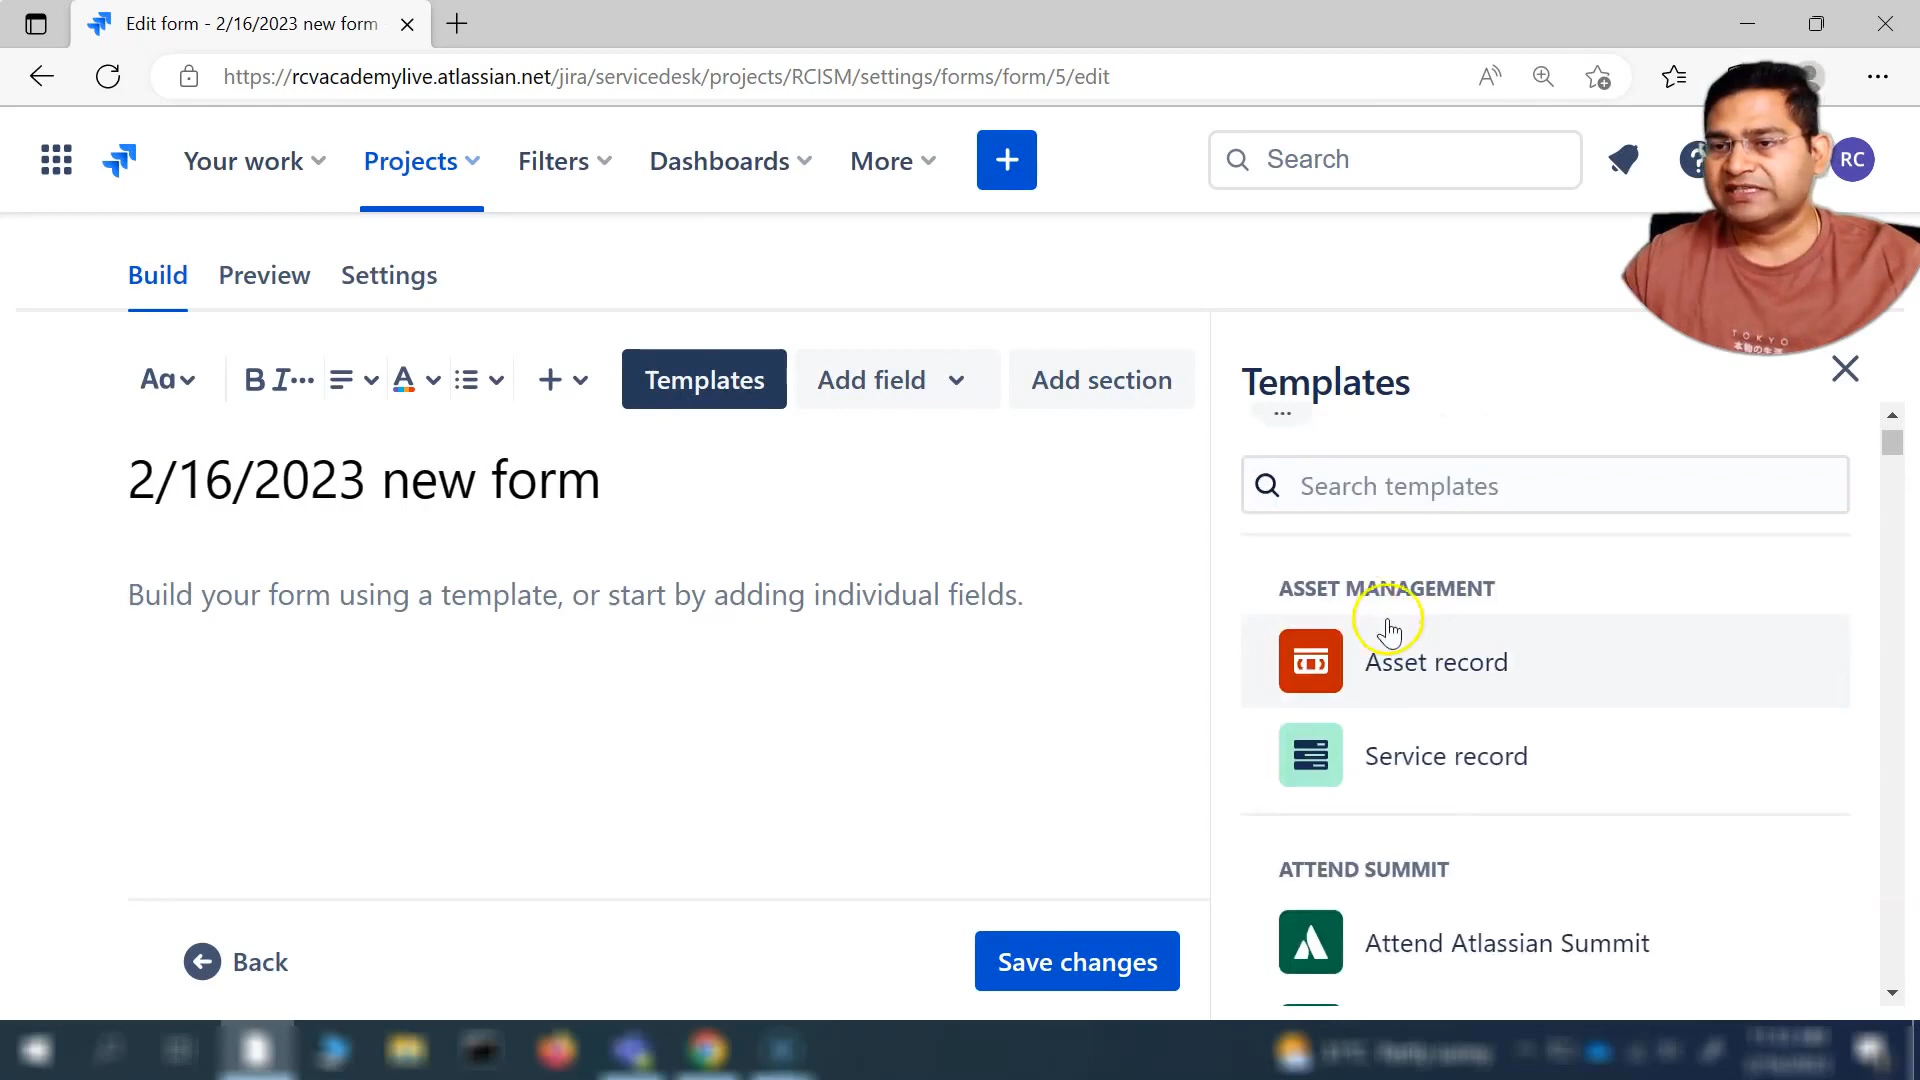 Edit form - 2/16/2023 new form
https://rcvacademylive.atlassian.net/jira/servicedesk/projects/RCISM/settings/forms/form/5/edit
Your work
Projects
Filters
Dashboards
More
Search
RC
Build
Preview
Settings
TOKYO
Aa
B I ...
A
Templates
Add field
Add section
Templates
...
2/16/2023 new form
Search templates
Build your form using a template, or start by adding individual fields.
ASSET MANAGEMENT
Asset record
Service record
ATTEND SUMMIT
Attend Atlassian Summit
Back
Save changes